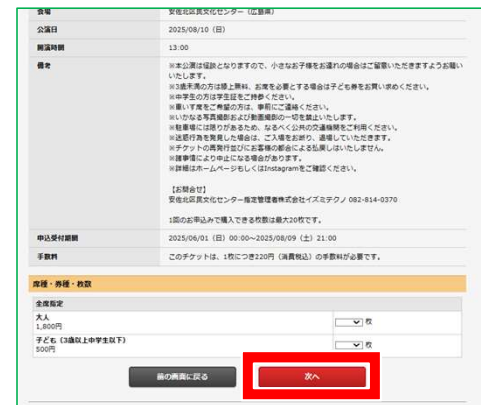 会場 安佐北区民文化センター（広島県）
公演日 2025/08/10（日）
開演時間 13:00
備考 ※本公演は怪談となりますので、小さなお子様をお連れの場合はご留意いただきますようお願い
いたします。
※3歳未満の方は膝上無料、お席を必要とする場合は子ども券をお買い求めください。
※中学生の方は学生証をご持参ください。
※車いす席をご希望の方は、事前にご連絡ください。
※いかなる写真撮影および動画撮影の一切を禁止いたします。
※駐車場には限りがあるため、なるべく公共の交通機関をご利用ください。
※迷惑行為を発見した場合は、ご入場をお断り、退場していただきます。
※チケットの再発行並びにお客様の都合による払戻しはいたしません。
※諸事情により中止になる場合があります。
※詳細はホームページもしくはInstagramをご確認ください。
【お問合せ】
安佐北区民文化センター指定管理者株式会社イズミテクノ 082-814-0370
1回のお申込みで購入できる枚数は最大20枚です。
申込受付期間 2025/06/01（日）00:00～2025/08/09（土）21:00
手数料 このチケットは、1枚につき220円（消費税込）の手数料が必要です。
席種・券種・枚数
全席指定
大人
1,800円 枚
子ども（3歳以上中学生以下）
500円 枚
前の画面に戻る 次へ